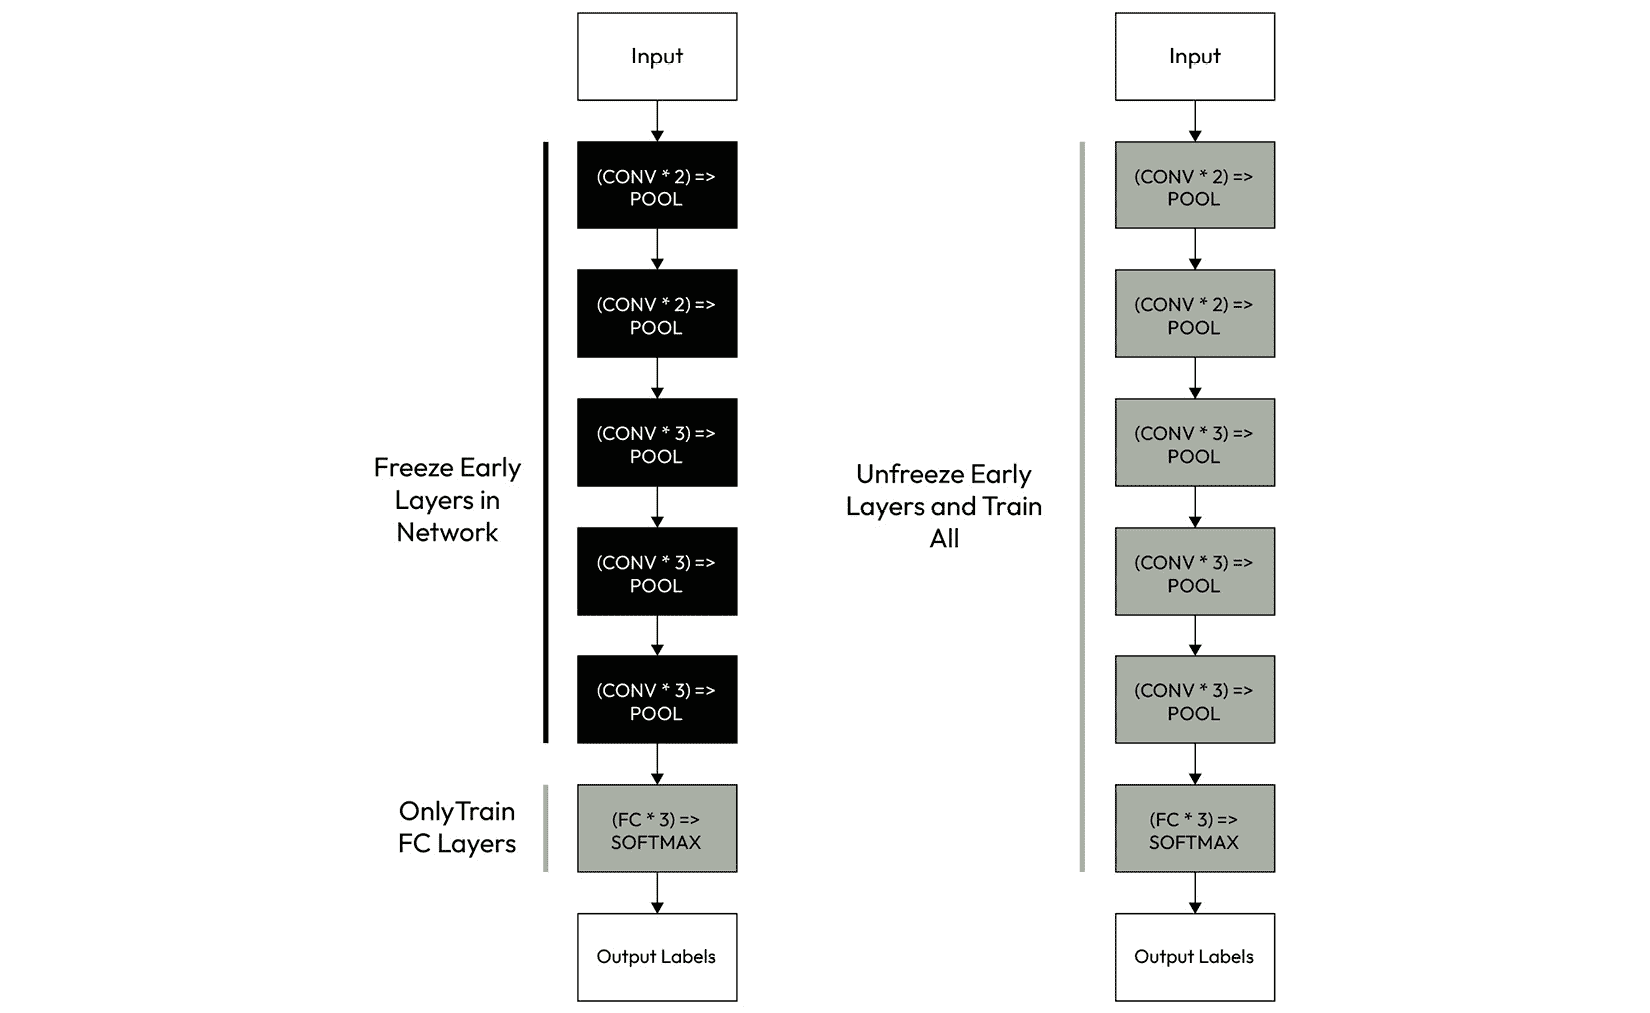 Input
(CONV * 2) =>
POOL
(CONV * 2) =>
POOL
(CONV * 3) =>
POOL
(CONV * 3) =>
POOL
(CONV * 3) =>
POOL
(FC * 3) =>
SOFTMAX
Output Labels
Freeze Early
Layers in
Network
OnlyTrain
FC Layers
Input
(CONV * 2) =>
POOL
(CONV * 2) =>
POOL
(CONV * 3) =>
POOL
(CONV * 3) =>
POOL
(CONV * 3) =>
POOL
(FC * 3) =>
SOFTMAX
Output Labels
Unfreeze Early
Layers and Train
All